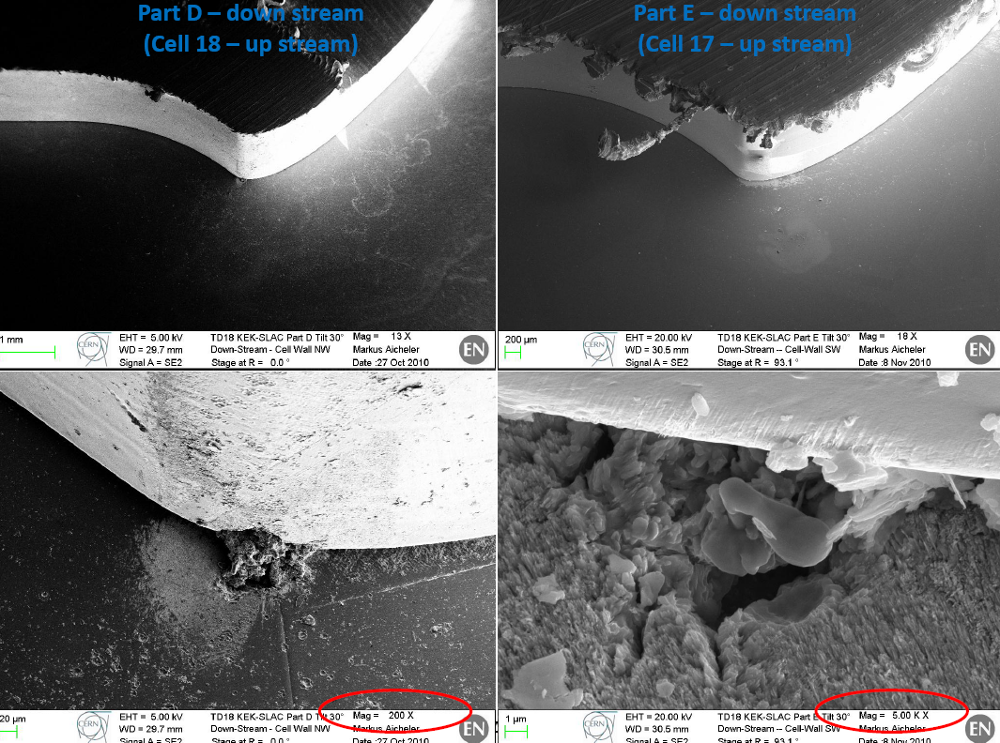 Part D – down stream
(Cell 18 – up stream)
Part E – down stream
(Cell 17 – up stream)
1 mm
CERN
EHT = 5.00 kV
WD = 29.7 mm
Signal A = SE2
TD18 KEK-SLAC Part D Tilt 30°
Down-Stream - Cell Wall NW
Stage at R = 0.0 °
Mag = 13 X
Markus Aicheler
Date :27 Oct 2010
EN
200 µm
CERN
EHT = 20.00 kV
WD = 30.5 mm
Signal A = SE2
TD18 KEK-SLAC Part E Tilt 30°
Down-Stream -- Cell-Wall SW
Stage at R = 93.1 °
Mag = 18 X
Markus Aicheler
Date :8 Nov 2010
EN
20 µm
CERN
EHT = 5.00 kV
WD = 29.7 mm
Signal A = SE2
TD18 KEK-SLAC Part D Tilt 30°
Down-Stream - Cell Wall NW
Stage at R = 0.0 °
Mag = 200 X
Markus Aicheler
Date :27 Oct 2010
EN
1 µm
CERN
EHT = 20.00 kV
WD = 30.5 mm
Signal A = SE2
TD18 KEK-SLAC Part E Tilt 30°
Down-Stream -- Cell-Wall SW
Stage at R = 93.1 °
Mag = 5.00 K X
Markus Aicheler
Date :8 Nov 2010
EN